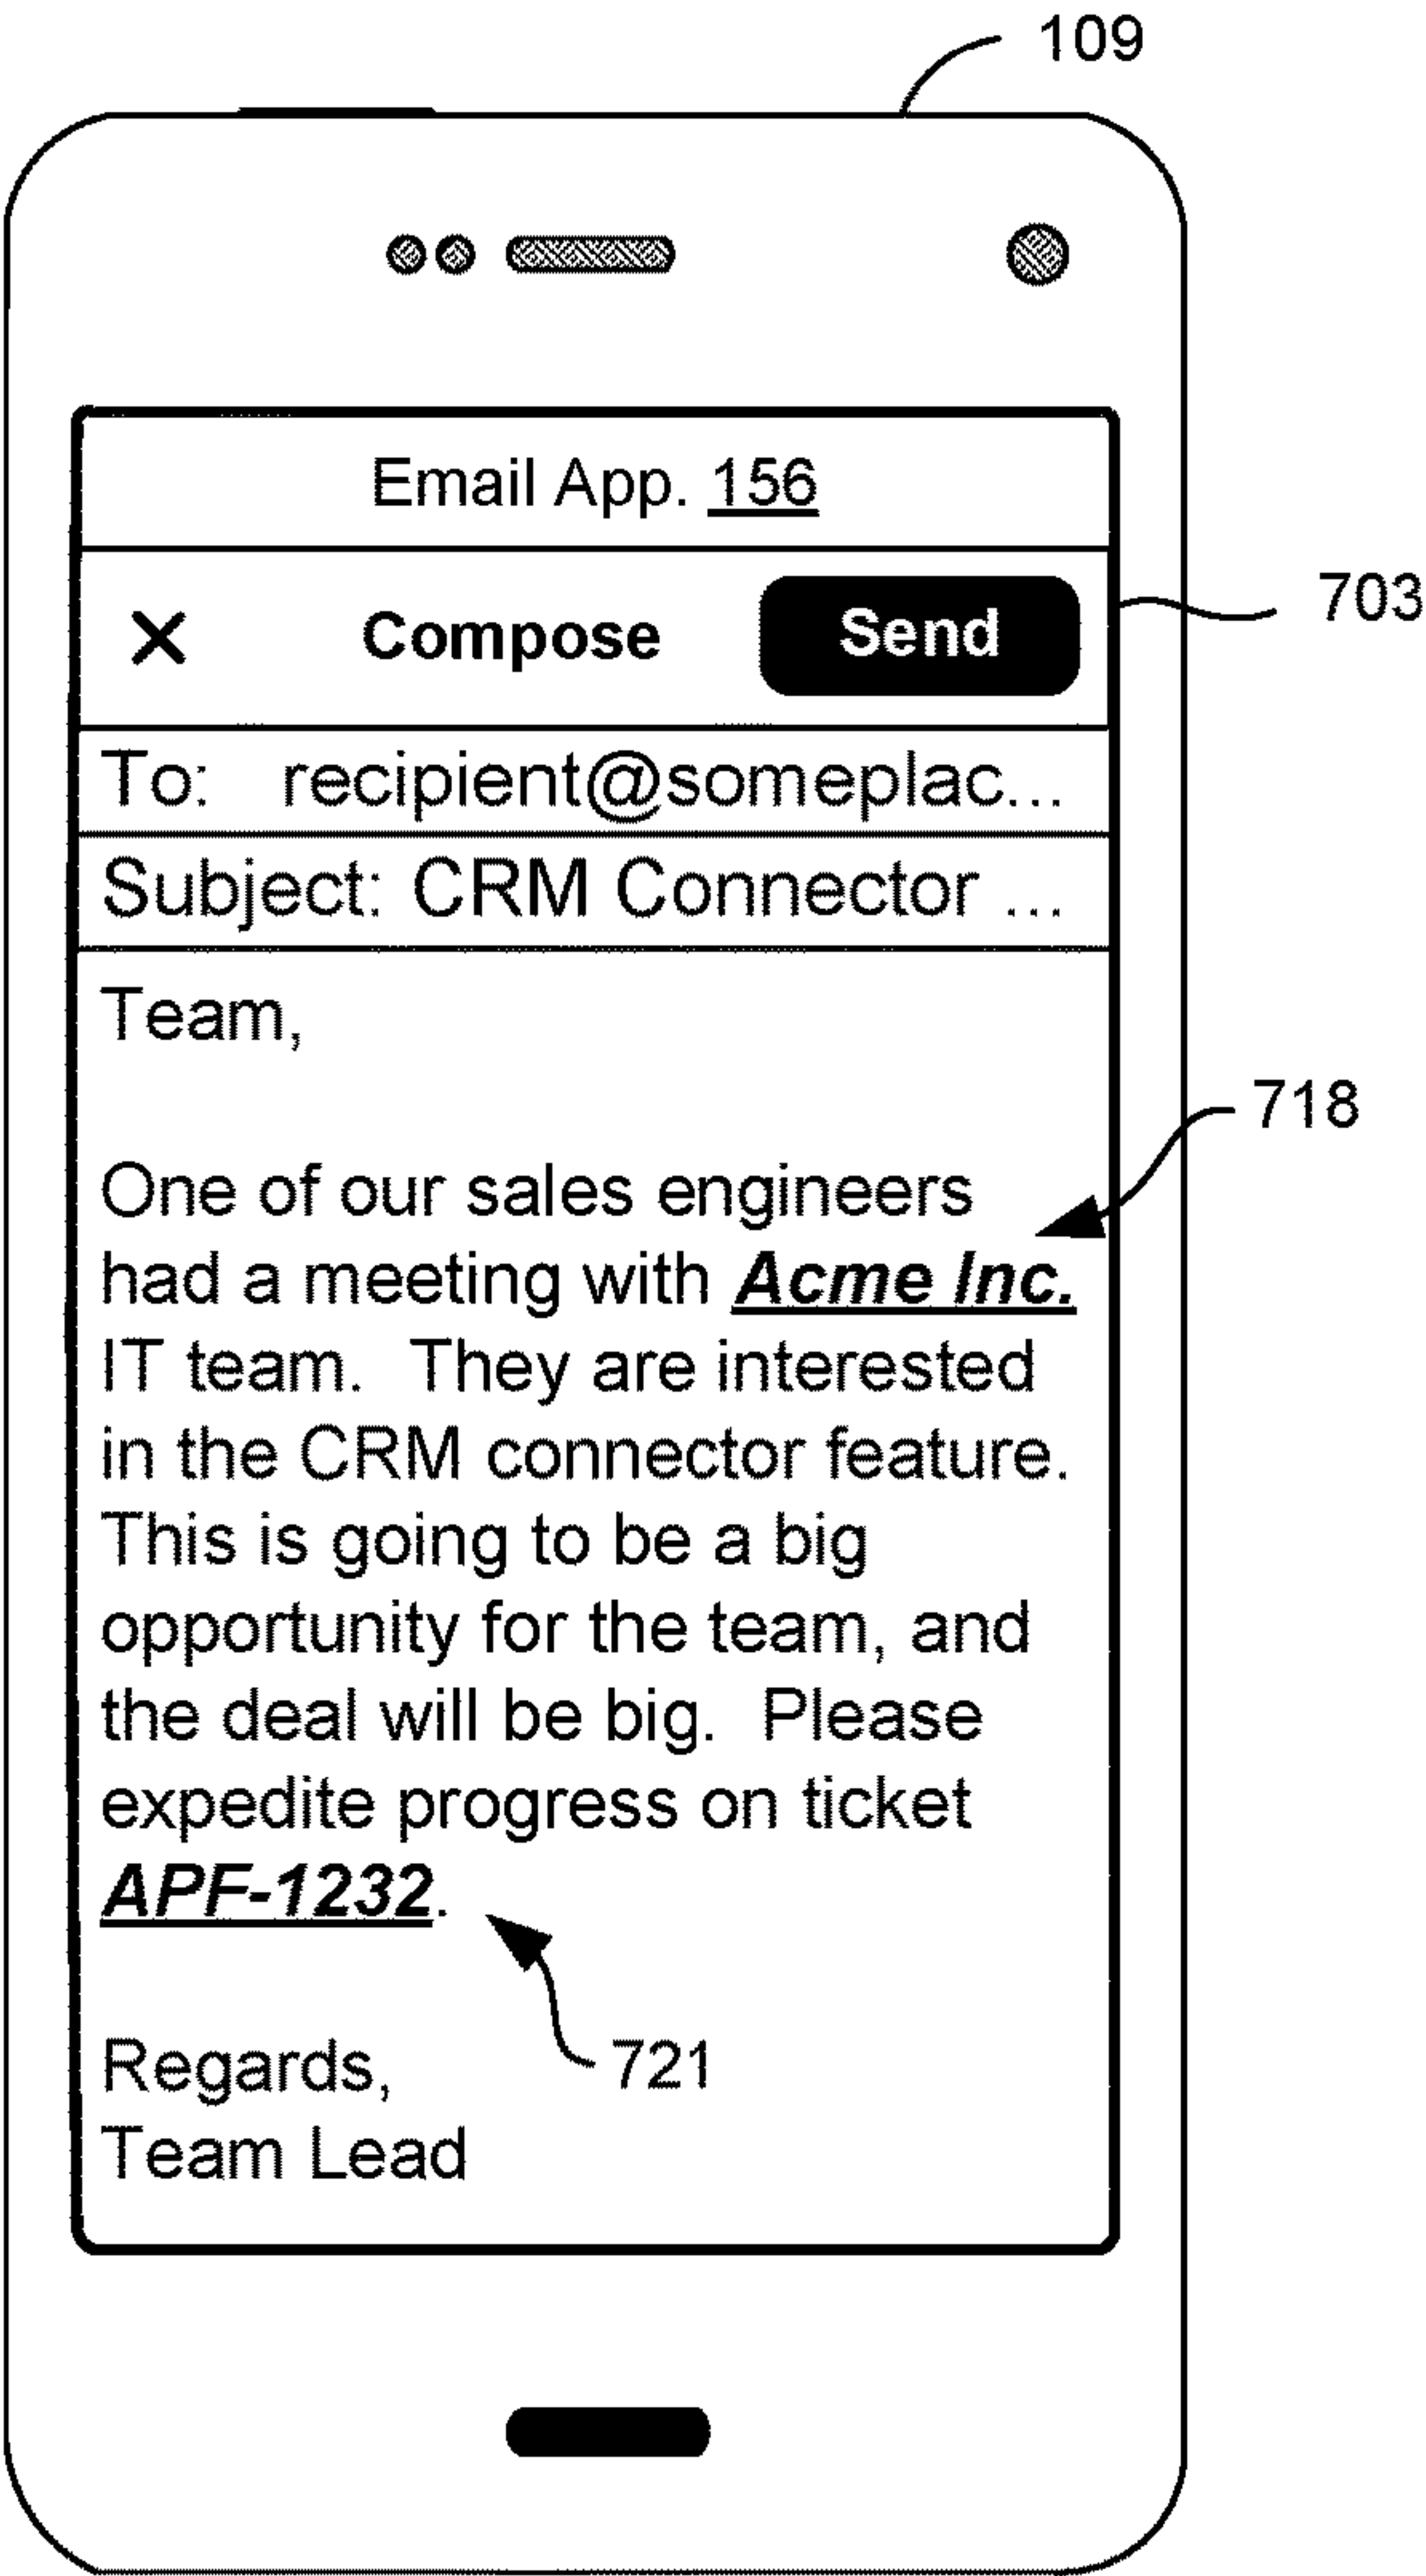 109
Email App. 156
× Compose Send
703
To: recipient@someplac...
Subject: CRM Connector ...
Team,
718
One of our sales engineers
had a meeting with Acme Inc.
IT team. They are interested
in the CRM connector feature.
This is going to be a big
opportunity for the team, and
the deal will be big. Please
expedite progress on ticket
APF-1232.
721
Regards,
Team Lead